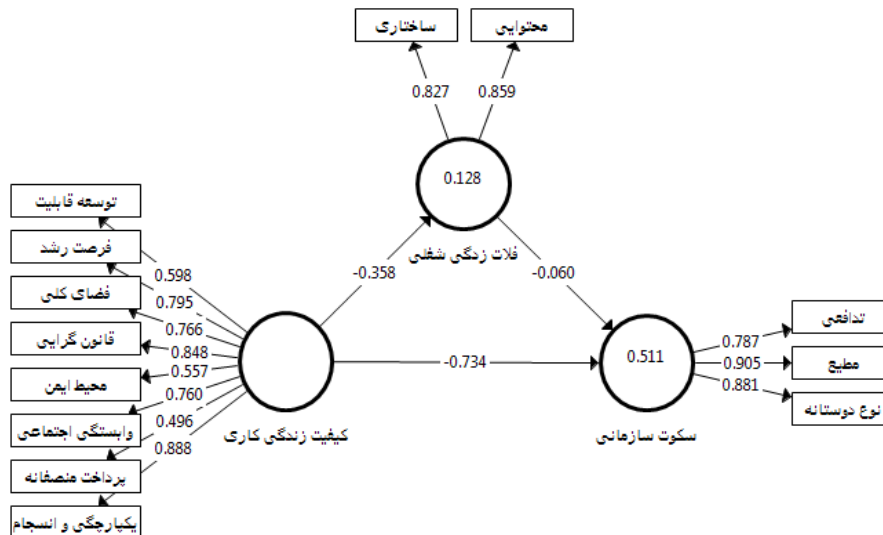 ساختاری
محتوایی
0.827
0.859
0.128
فلات زدگی شغلی
-0.358
-0.060
توسعه قابلیت
فرصت رشد
فضای کلی
قانون گرایی
محیط ایمن
وابستگی اجتماعی
پرداخت منصفانه
یکپارچگی و انسجام
0.598
0.795
0.766
0.848
0.557
0.760
0.496
0.888
کیفیت زندگی کاری
-0.734
0.511
سکوت سازمانی
0.787
0.905
0.881
تدافعی
مطیع
نوع دوستانه